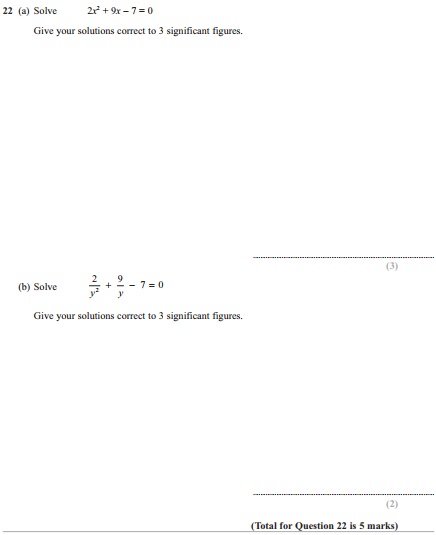 22 (a) Solve 2x² + 9x – 7 = 0
Give your solutions correct to 3 significant figures.
(3)
(b) Solve 2/y² + 9/y – 7 = 0
Give your solutions correct to 3 significant figures.
(2)
(Total for Question 22 is 5 marks)